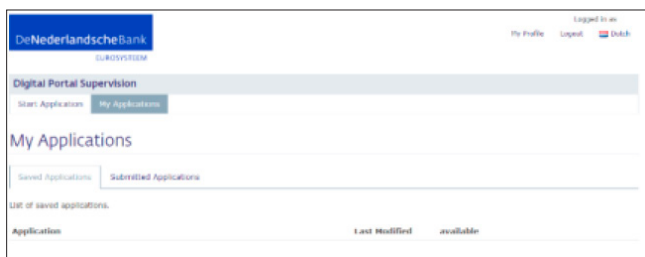 Logged in as
DeNederlandscheBank
EUROSYSTEEM
My Profile Logout Dutch
Digital Portal Supervision
Start Application My Applications
My Applications
Saved Applications Submitted Applications
List of saved applications.
Application Last Modified available